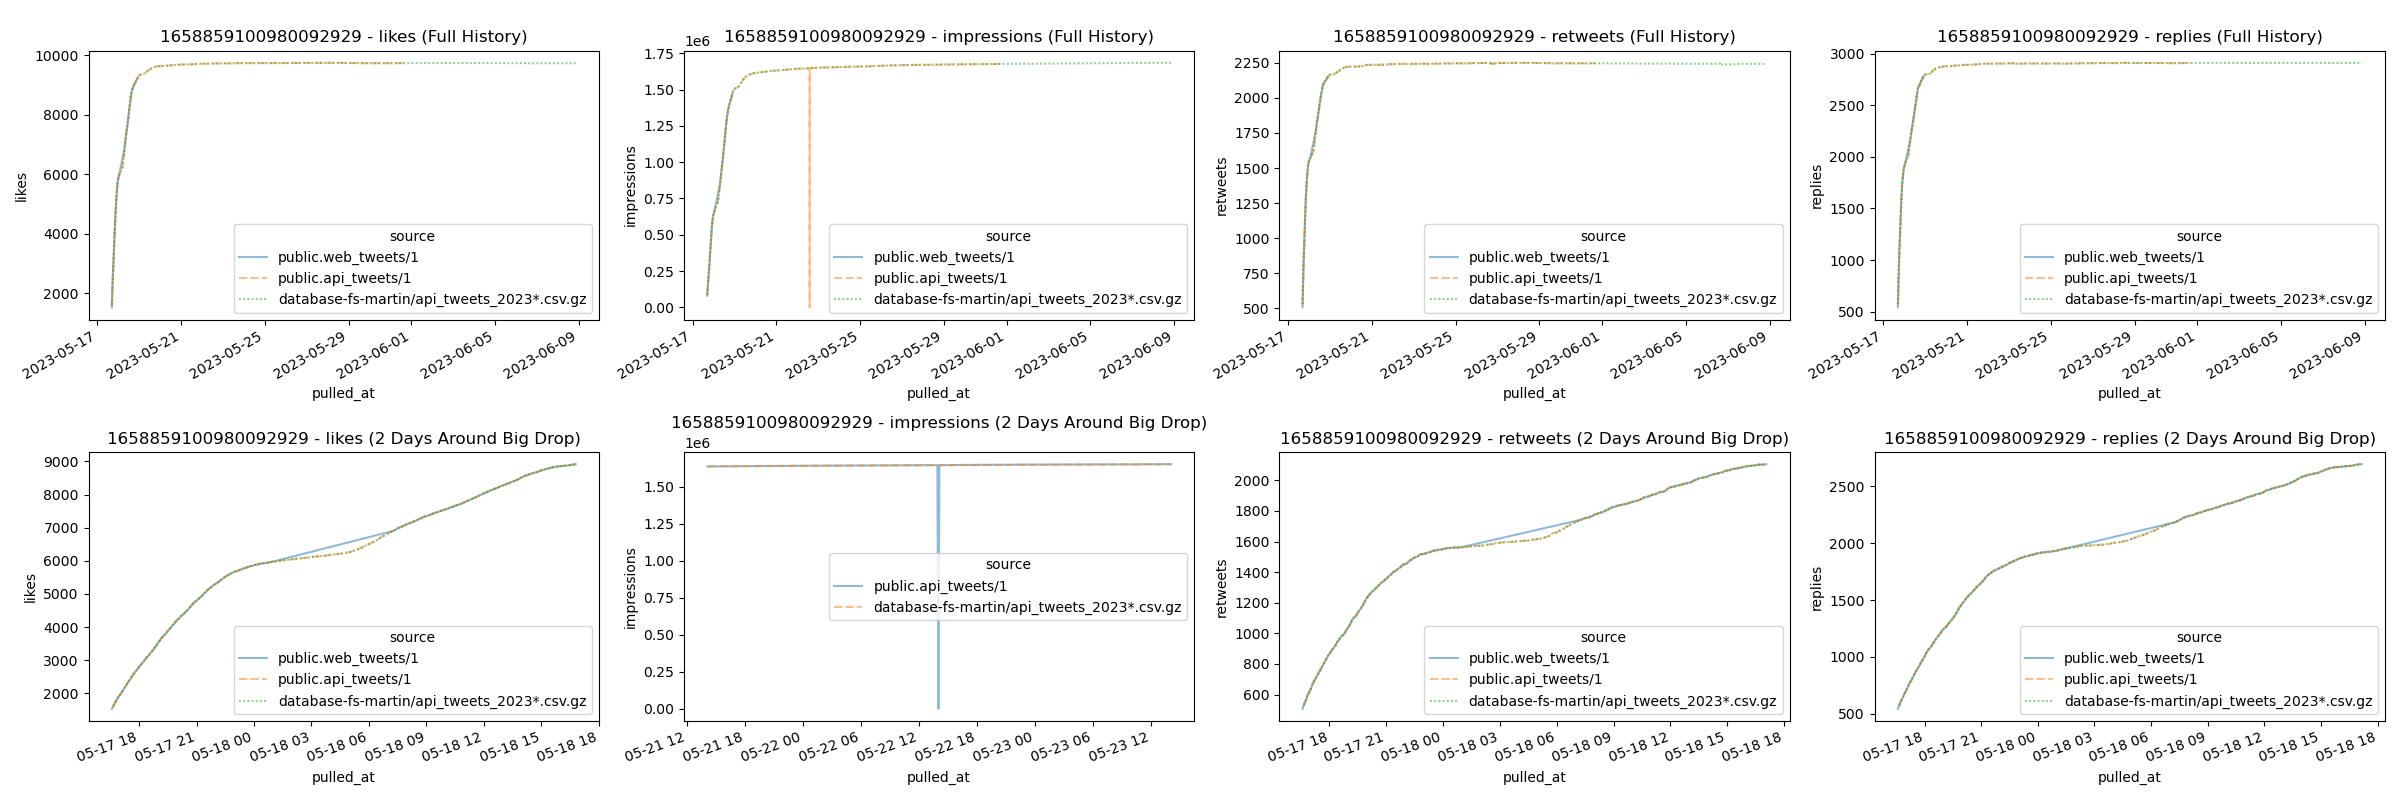 1658859100980092929 - likes (Full History)
10000
8000
6000
4000
2000
likes
source
public.web_tweets/1
public.api_tweets/1
database-fs-martin/api_tweets_2023*.csv.gz
2023-05-17
2023-05-21
2023-05-25
2023-05-29
2023-06-01
2023-06-05
2023-06-09
pulled_at
1658859100980092929 - impressions (Full History)
1e6
1.75
1.50
1.25
1.00
0.75
0.50
0.25
0.00
impressions
source
public.web_tweets/1
public.api_tweets/1
database-fs-martin/api_tweets_2023*.csv.gz
2023-05-17
2023-05-21
2023-05-25
2023-05-29
2023-06-01
2023-06-05
2023-06-09
pulled_at
1658859100980092929 - retweets (Full History)
2250
2000
1750
1500
1250
1000
750
500
retweets
source
public.web_tweets/1
public.api_tweets/1
database-fs-martin/api_tweets_2023*.csv.gz
2023-05-17
2023-05-21
2023-05-25
2023-05-29
2023-06-01
2023-06-05
2023-06-09
pulled_at
1658859100980092929 - replies (Full History)
3000
2500
2000
1500
1000
500
replies
source
public.web_tweets/1
public.api_tweets/1
database-fs-martin/api_tweets_2023*.csv.gz
2023-05-17
2023-05-21
2023-05-25
2023-05-29
2023-06-01
2023-06-05
2023-06-09
pulled_at
1658859100980092929 - likes (2 Days Around Big Drop)
9000
8000
7000
6000
5000
4000
3000
2000
likes
source
public.web_tweets/1
public.api_tweets/1
database-fs-martin/api_tweets_2023*.csv.gz
05-17 18
05-17 21
05-18 00
05-18 03
05-18 06
05-18 09
05-18 12
05-18 15
05-18 18
pulled_at
1658859100980092929 - impressions (2 Days Around Big Drop)
1e6
1.50
1.25
1.00
0.75
0.50
0.25
0.00
impressions
source
public.api_tweets/1
database-fs-martin/api_tweets_2023*.csv.gz
05-21 12
05-21 18
05-22 00
05-22 06
05-22 12
05-22 18
05-23 00
05-23 06
05-23 12
pulled_at
1658859100980092929 - retweets (2 Days Around Big Drop)
2000
1800
1600
1400
1200
1000
800
600
retweets
source
public.web_tweets/1
public.api_tweets/1
database-fs-martin/api_tweets_2023*.csv.gz
05-17 18
05-17 21
05-18 00
05-18 03
05-18 06
05-18 09
05-18 12
05-18 15
05-18 18
pulled_at
1658859100980092929 - replies (2 Days Around Big Drop)
2500
2000
1500
1000
500
replies
source
public.web_tweets/1
public.api_tweets/1
database-fs-martin/api_tweets_2023*.csv.gz
05-17 18
05-17 21
05-18 00
05-18 03
05-18 06
05-18 09
05-18 12
05-18 15
05-18 18
pulled_at